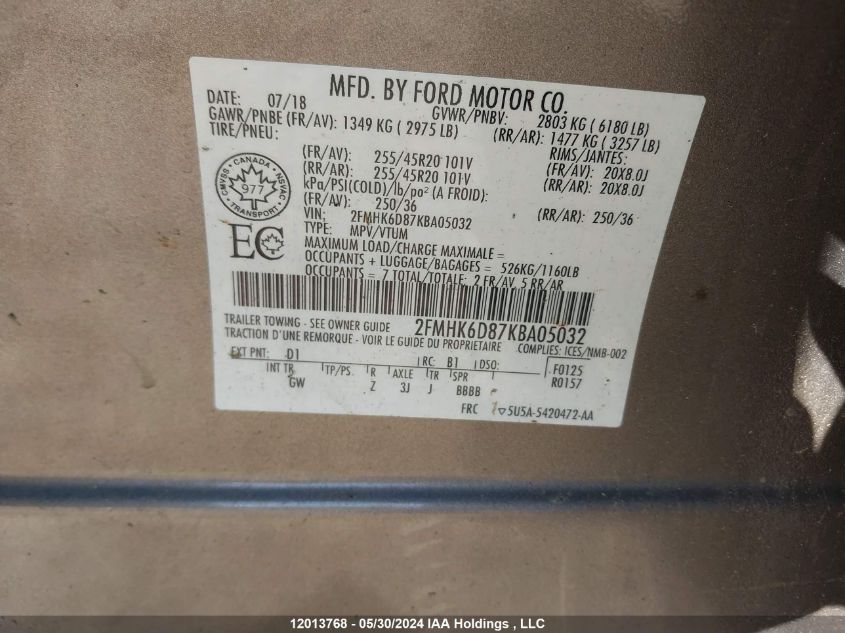 MFD. BY FORD MOTOR CO.
DATE: 07/18 GVWR/PNBV: 2803 KG ( 6180 LB)
GAWR/PNBE (FR/AV): 1349 KG ( 2975 LB) (RR/AR): 1477 KG ( 3257 LB)
TIRE/PNEU: RIMS/JANTES:
(FR/AV): 255/45R20 101V (FR/AV): 20X8.0J
(RR/AR): 255/45R20 101V (RR/AR): 20X8.0J
kPa/PSI(COLD)/lb/po² (A FROID):
(FR/AV): 250/36 (RR/AR): 250/36
VIN: 2FMHK6D87KBA05032
TYPE: MPV/VTUM
MAXIMUM LOAD/CHARGE MAXIMALE =
OCCUPANTS + LUGGAGE/BAGAGES = 526KG/1160LB
OCCUPANTS = 7 TOTAL/TOTALE: 2 FR/AV, 5 RR/AR
CANADA
CMVSS NSVAC
977
TRANSPORT
EC
TRAILER TOWING - SEE OWNER GUIDE 2FMHK6D87KBA05032
TRACTION D'UNE REMORQUE - VOIR LE GUIDE DU PROPRIETAIRE COMPLIES: ICES/NMB-002
EXT PNT: D1 RC: B1 DSO: F0125
INT TR TP/PS R AXLE TR SPR R0157
GW Z 3J J BBBB
FRC 5U5A-5420472-AA
12013768 - 05/30/2024 IAA Holdings , LLC